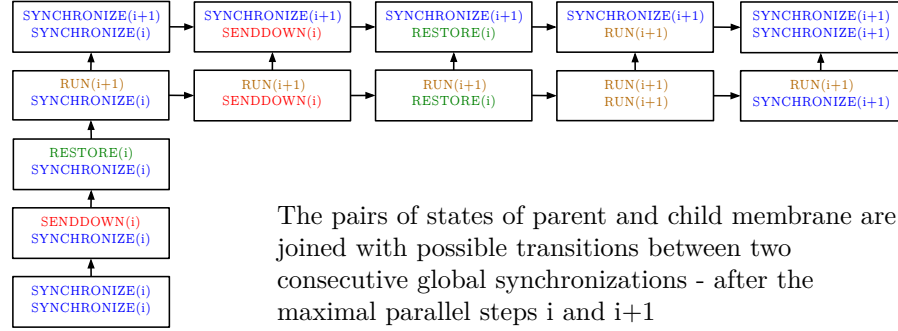 SYNCHRONIZE(i+1) SYNCHRONIZE(i+1) SYNCHRONIZE(i+1) SYNCHRONIZE(i+1) SYNCHRONIZE(i+1)
SYNCHRONIZE(i) SENDDOWN(i) RESTORE(i) RUN(i+1) SYNCHRONIZE(i+1)
RUN(i+1) RUN(i+1) RUN(i+1) RUN(i+1) RUN(i+1)
SYNCHRONIZE(i) SENDDOWN(i) RESTORE(i) RUN(i+1) SYNCHRONIZE(i+1)
RESTORE(i)
SYNCHRONIZE(i)
SENDDOWN(i)
SYNCHRONIZE(i)
SYNCHRONIZE(i)
SYNCHRONIZE(i)
The pairs of states of parent and child membrane are
joined with possible transitions between two
consecutive global synchronizations - after the
maximal parallel steps i and i+1